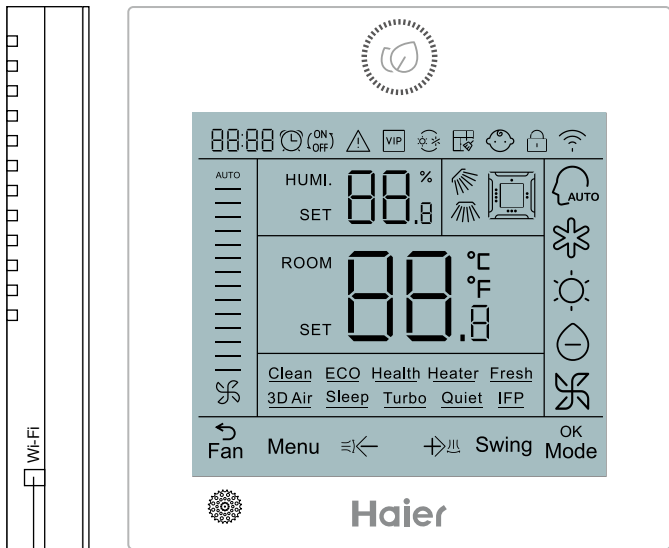 Wi-Fi
88:88 (ON OFF) VIP
AUTO
HUMI. 88.8 %
SET
AUTO
ROOM 88.8 °C
°F
SET
Clean ECO Health Heater Fresh
3D Air Sleep Turbo Quiet IFP
Fan Menu Swing OK Mode
Haier